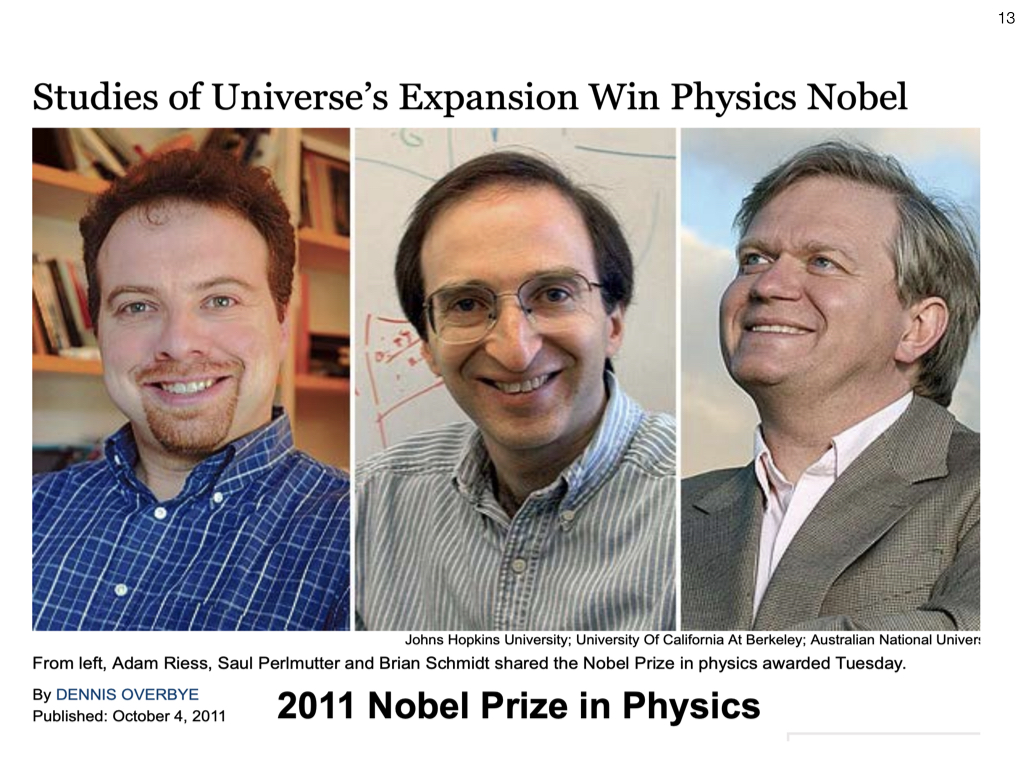 13
Studies of Universe's Expansion Win Physics Nobel
Johns Hopkins University; University Of California At Berkeley; Australian National Univers
From left, Adam Riess, Saul Perlmutter and Brian Schmidt shared the Nobel Prize in physics awarded Tuesday.
By DENNIS OVERBYE
Published: October 4, 2011
2011 Nobel Prize in Physics